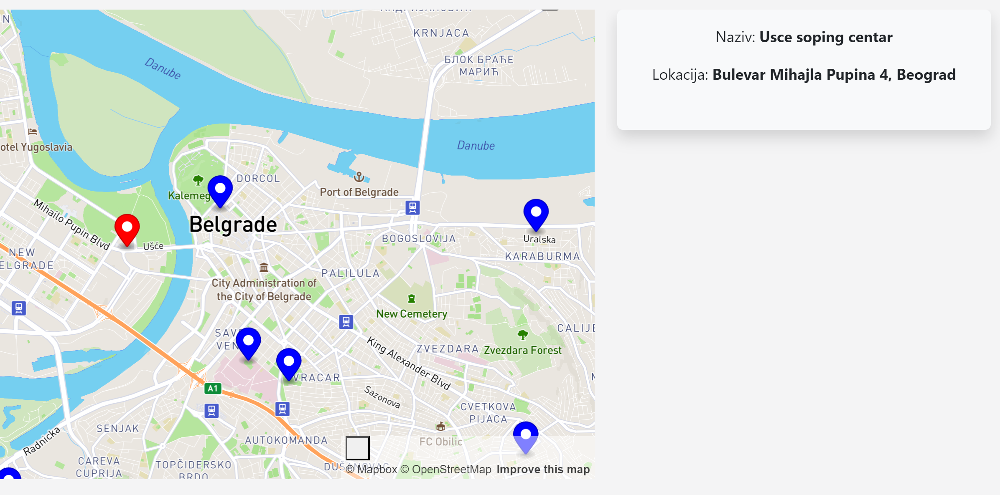 KRNJACA
БЛОК БРАЋЕ
МАРИЋ
Danube
Danube
otel Yugoslavia
DORCOL
Port of Belgrade
Kalemeg
Mihailo Pupin Blvd
Belgrade
Ušće
BOGOSLOVIJA
Uralska
KARABURMA
NEW
ELGRADE
PALILULA
City Administration of
the City of Belgrade
New Cemetery
CALIJE
SAV
VEN
King Alexander Blvd
ZVEZDARA
Zvezdara Forest
VRACAR
A1
Sazonova
CVETKOVA
PIJACA
SENJAK
Radnicka
AUTOKOMANDA
FC Obilic
CAREVA
CUPRIJA
TOPČIDERSKO
BRDO
DUŠANOVAC
© Mapbox © OpenStreetMap Improve this map
Naziv: Usce soping centar
Lokacija: Bulevar Mihajla Pupina 4, Beograd